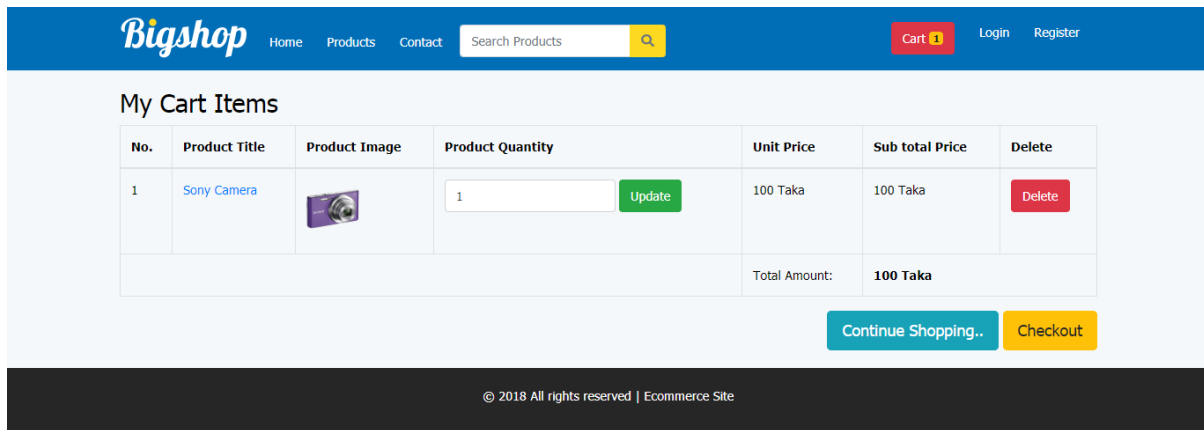 Bigshop Home Products Contact Search Products Cart 1 Login Register
My Cart Items
No. Product Title Product Image Product Quantity Unit Price Sub total Price Delete
1 Sony Camera 1 Update 100 Taka 100 Taka Delete
Total Amount: 100 Taka
Continue Shopping.. Checkout
© 2018 All rights reserved | Ecommerce Site